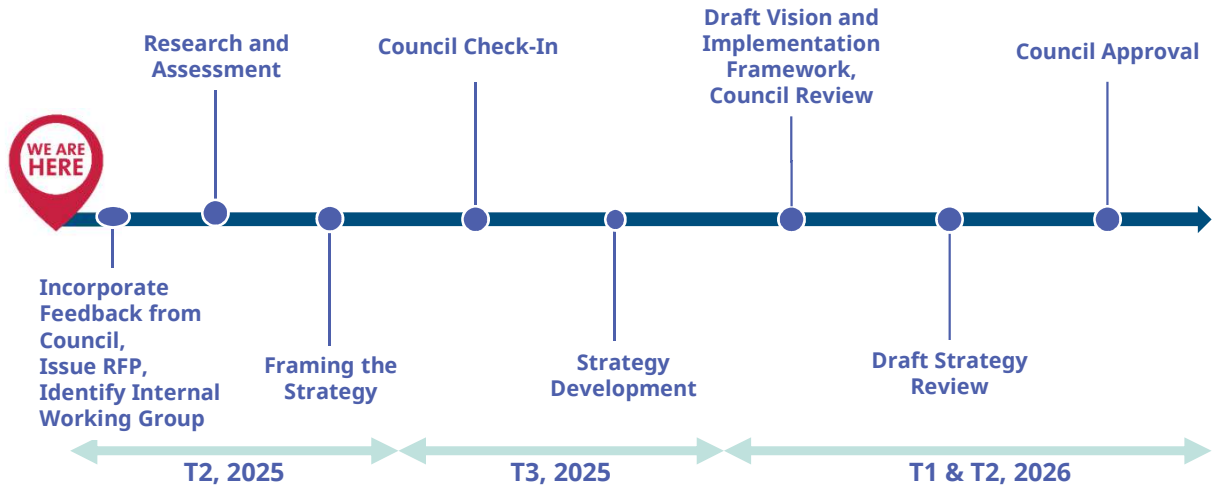 Research and
Assessment
Council Check-In
Draft Vision and
Implementation
Framework,
Council Review
Council Approval
WE ARE
HERE
Incorporate
Feedback from
Council,
Issue RFP,
Identify Internal
Working Group
Framing the
Strategy
Strategy
Development
Draft Strategy
Review
T2, 2025
T3, 2025
T1 & T2, 2026